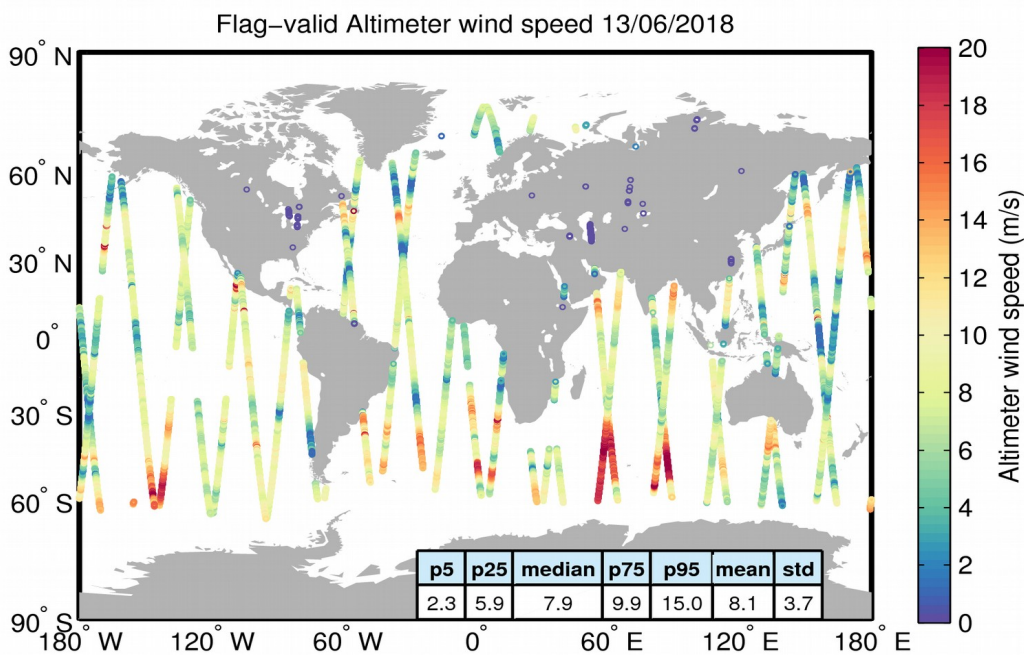 Flag−valid Altimeter wind speed 13/06/2018
90° N
60° N
30° N
0°
30° S
60° S
90° S
180° W
120° W
60° W
0°
60° E
120° E
180° E
p5 p25 median p75 p95 mean std
2.3 5.9 7.9 9.9 15.0 8.1 3.7
20
18
16
14
12
10
8
6
4
2
0
Altimeter wind speed (m/s)